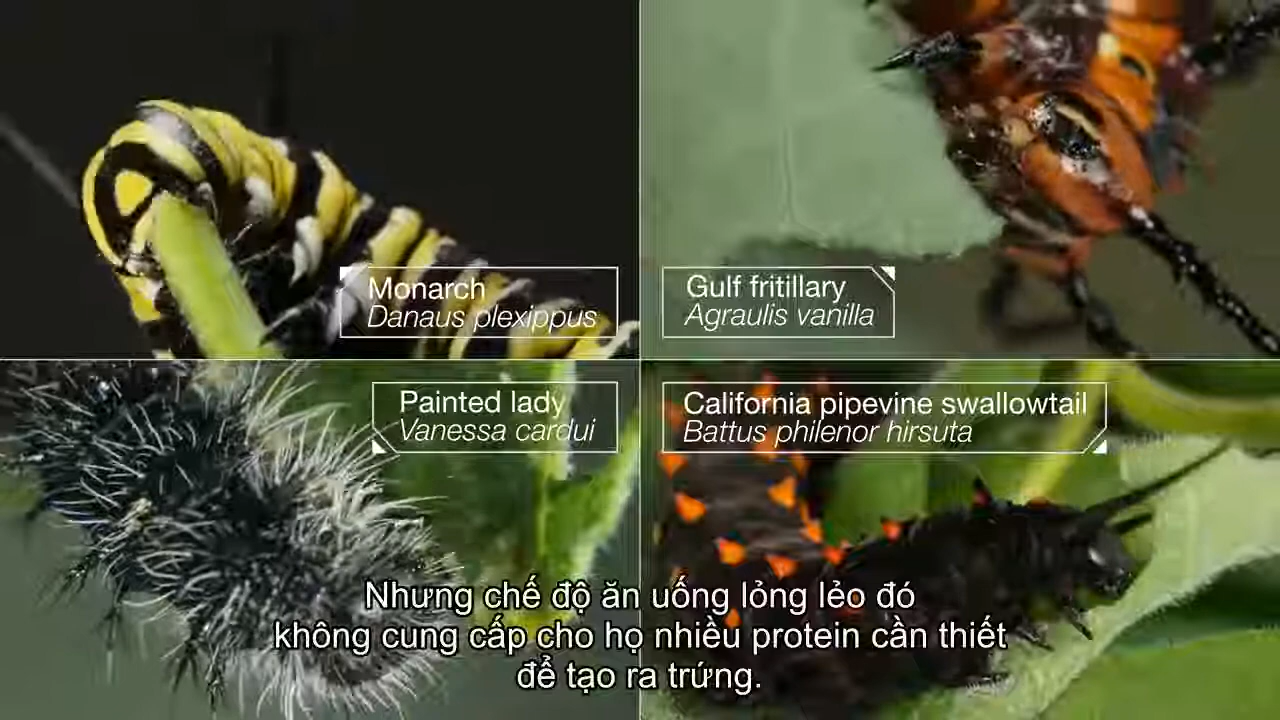 Monarch
Danaus plexippus
Gulf fritillary
Agraulis vanilla
Painted lady
Vanessa cardui
California pipevine swallowtail
Battus philenor hirsuta
Nhưng chế độ ăn uống lỏng lẻo đó
không cung cấp cho họ nhiều protein cần thiết
để tạo ra trứng.